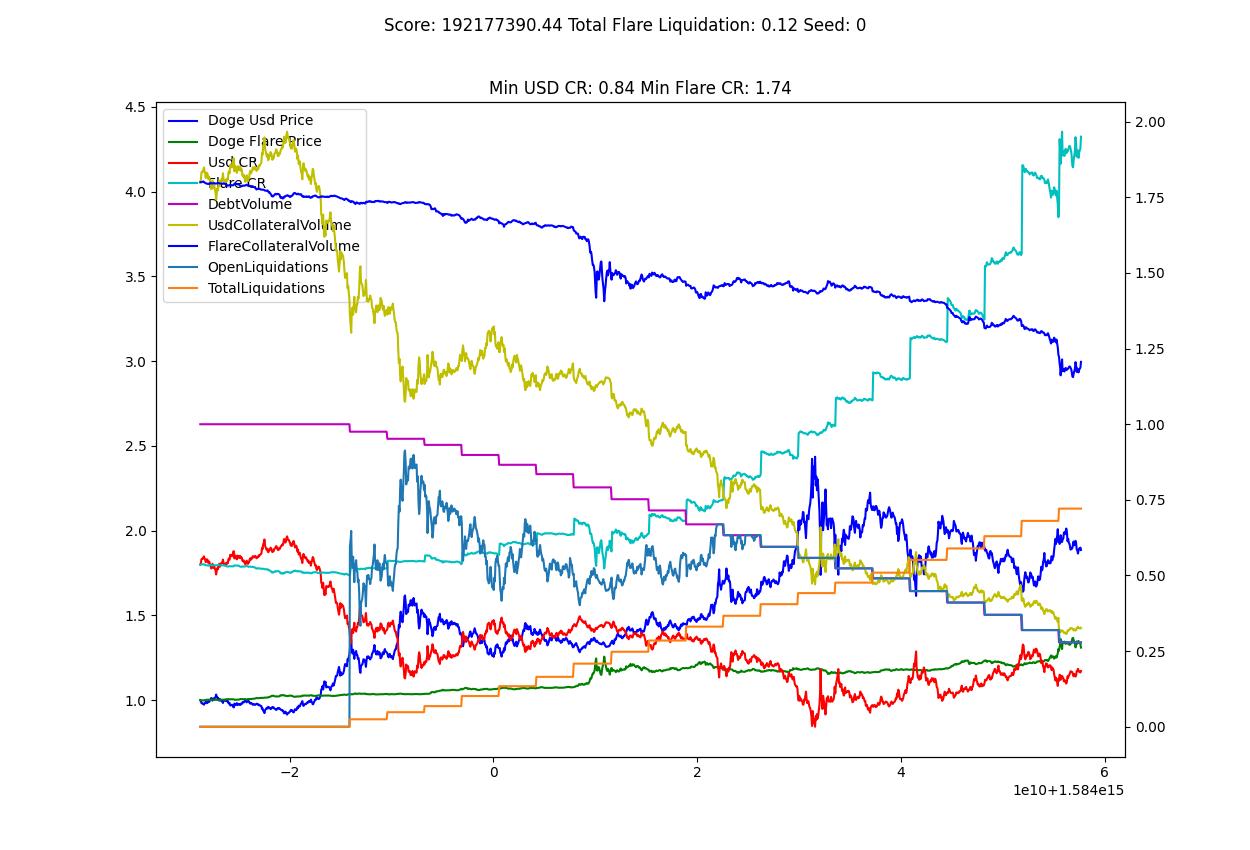 Score: 192177390.44 Total Flare Liquidation: 0.12 Seed: 0
Min USD CR: 0.84 Min Flare CR: 1.74
Doge Usd Price
Doge Flare Price
Usd CR
Flare CR
DebtVolume
UsdCollateralVolume
FlareCollateralVolume
OpenLiquidations
TotalLiquidations
4.5
4.0
3.5
3.0
2.5
2.0
1.5
1.0
2.00
1.75
1.50
1.25
1.00
0.75
0.50
0.25
0.00
−2
0
2
4
6
1e10+1.584e15